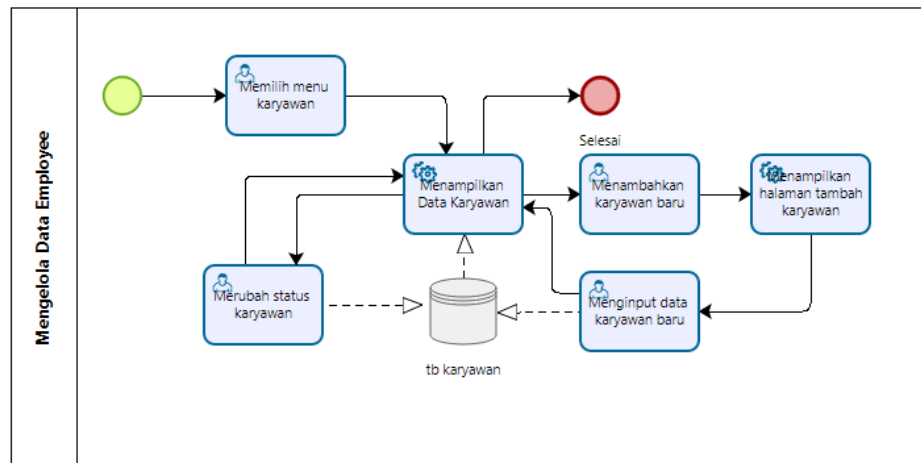 Mengelola Data Employee
Memilih menu
karyawan
Selesai
Menampilkan
Data Karyawan
Menambahkan
karyawan baru
Menampilkan
halaman tambah
karyawan
Merubah status
karyawan
Menginput data
karyawan baru
tb karyawan